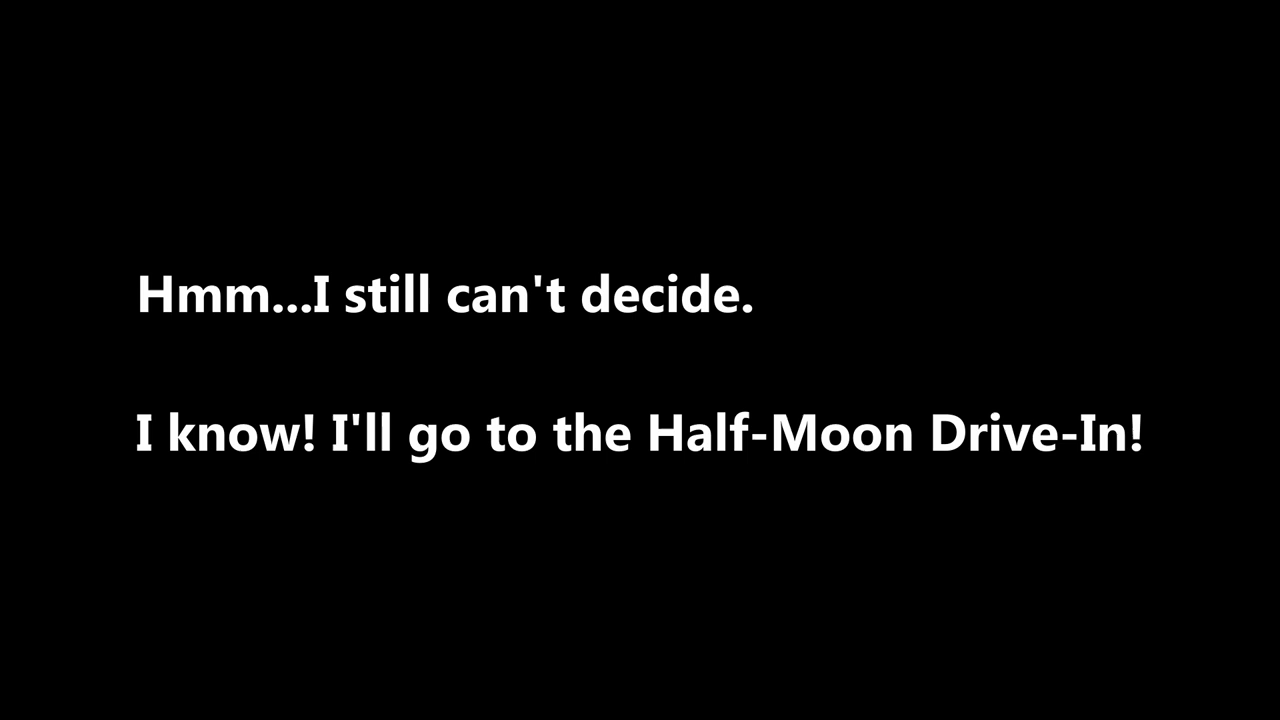 Hmm...I still can't decide.
I know! I'll go to the Half-Moon Drive-In!